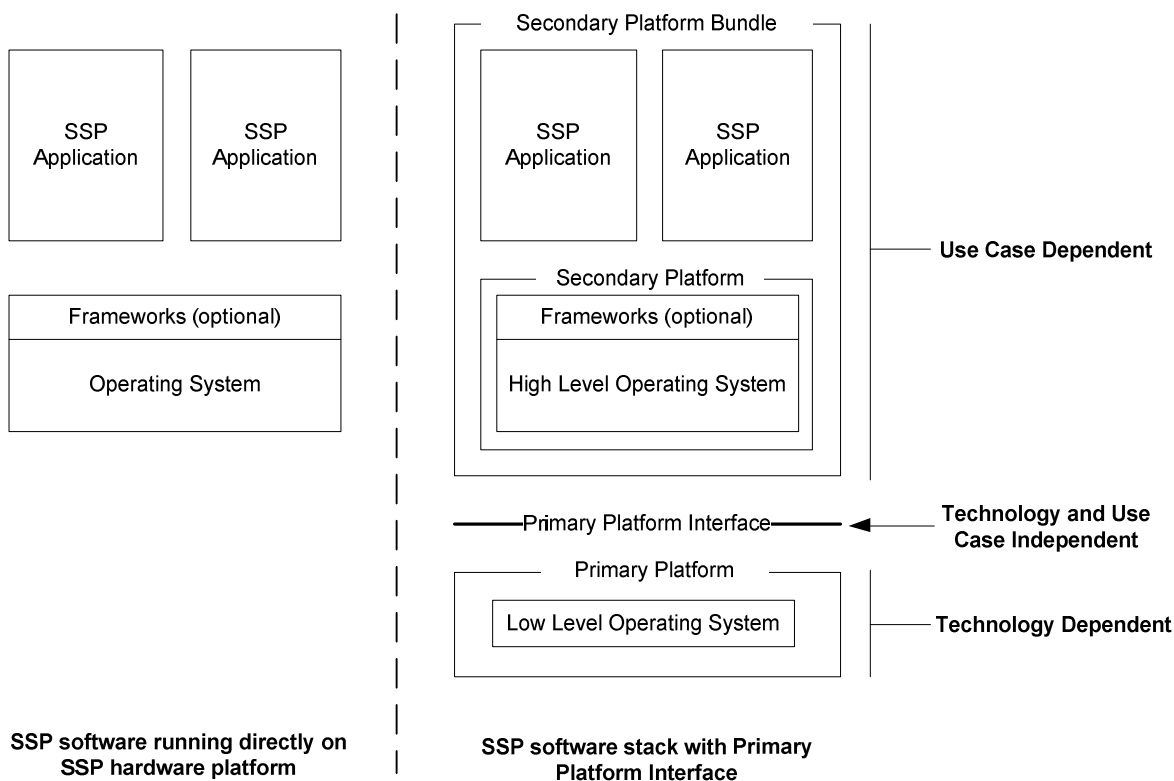 SSP
Application
SSP
Application
Frameworks (optional)
Operating System
SSP software running directly on
SSP hardware platform
Secondary Platform Bundle
SSP
Application
SSP
Application
Secondary Platform
Frameworks (optional)
High Level Operating System
Primary Platform Interface
Primary Platform
Low Level Operating System
SSP software stack with Primary
Platform Interface
Use Case Dependent
Technology and Use
Case Independent
Technology Dependent